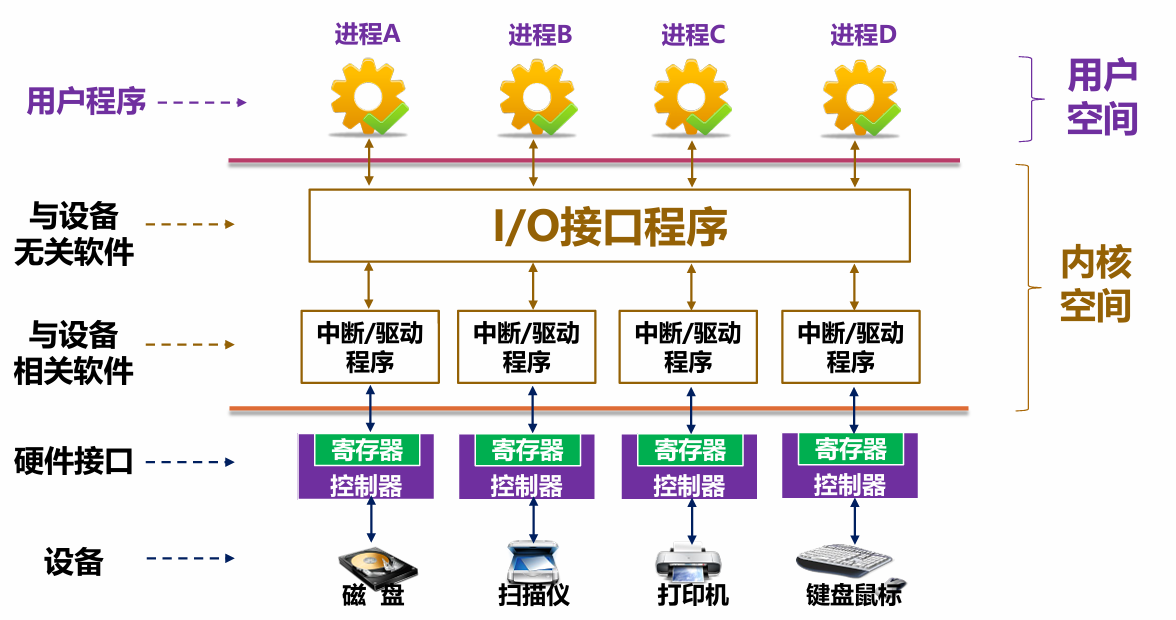 进程A 进程B 进程C 进程D
用户程序
用户
空间
与设备
无关软件
I/O接口程序
内核
空间
与设备
相关软件
中断/驱动
程序
中断/驱动
程序
中断/驱动
程序
中断/驱动
程序
硬件接口
寄存器
控制器
寄存器
控制器
寄存器
控制器
寄存器
控制器
设备
磁 盘 扫描仪 打印机 键盘鼠标